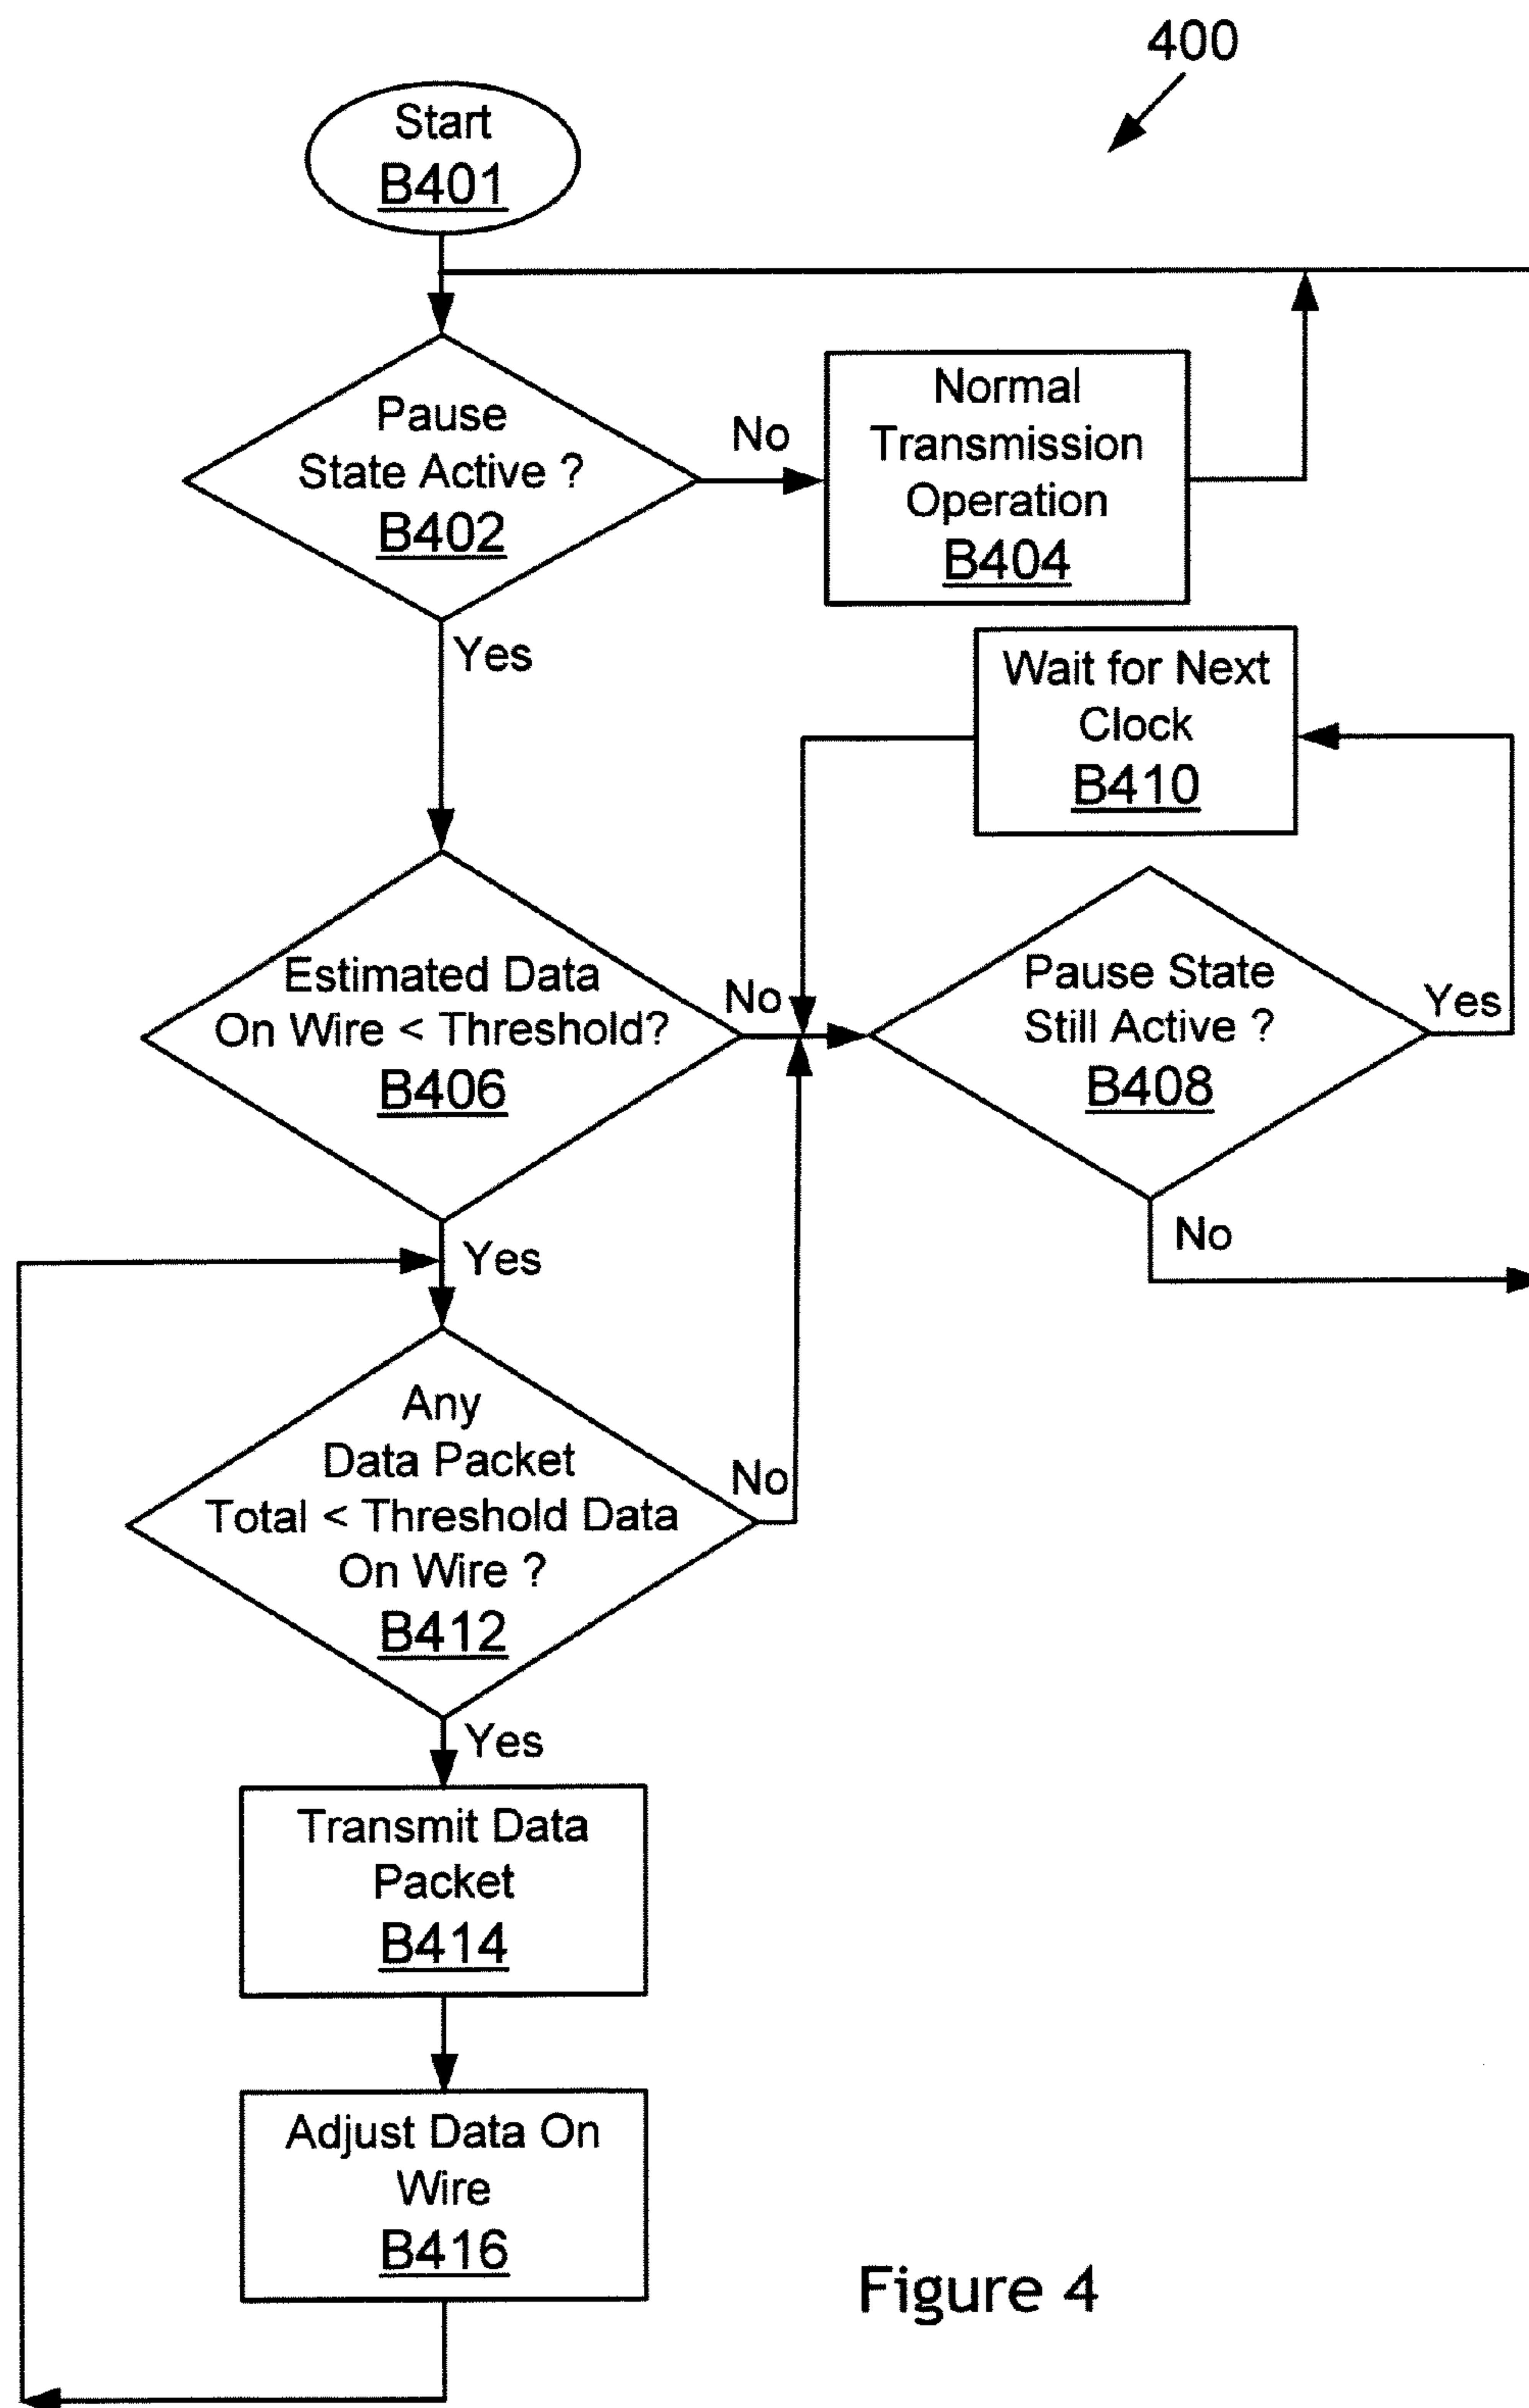 400
Start
B401
Pause
State Active ?
B402
No
Normal
Transmission
Operation
B404
Yes
Wait for Next
Clock
B410
Estimated Data
On Wire < Threshold?
B406
No
Pause State
Still Active ?
B408
Yes
No
Yes
Any
Data Packet
Total < Threshold Data
On Wire ?
B412
No
Yes
Transmit Data
Packet
B414
Adjust Data On
Wire
B416
Figure 4